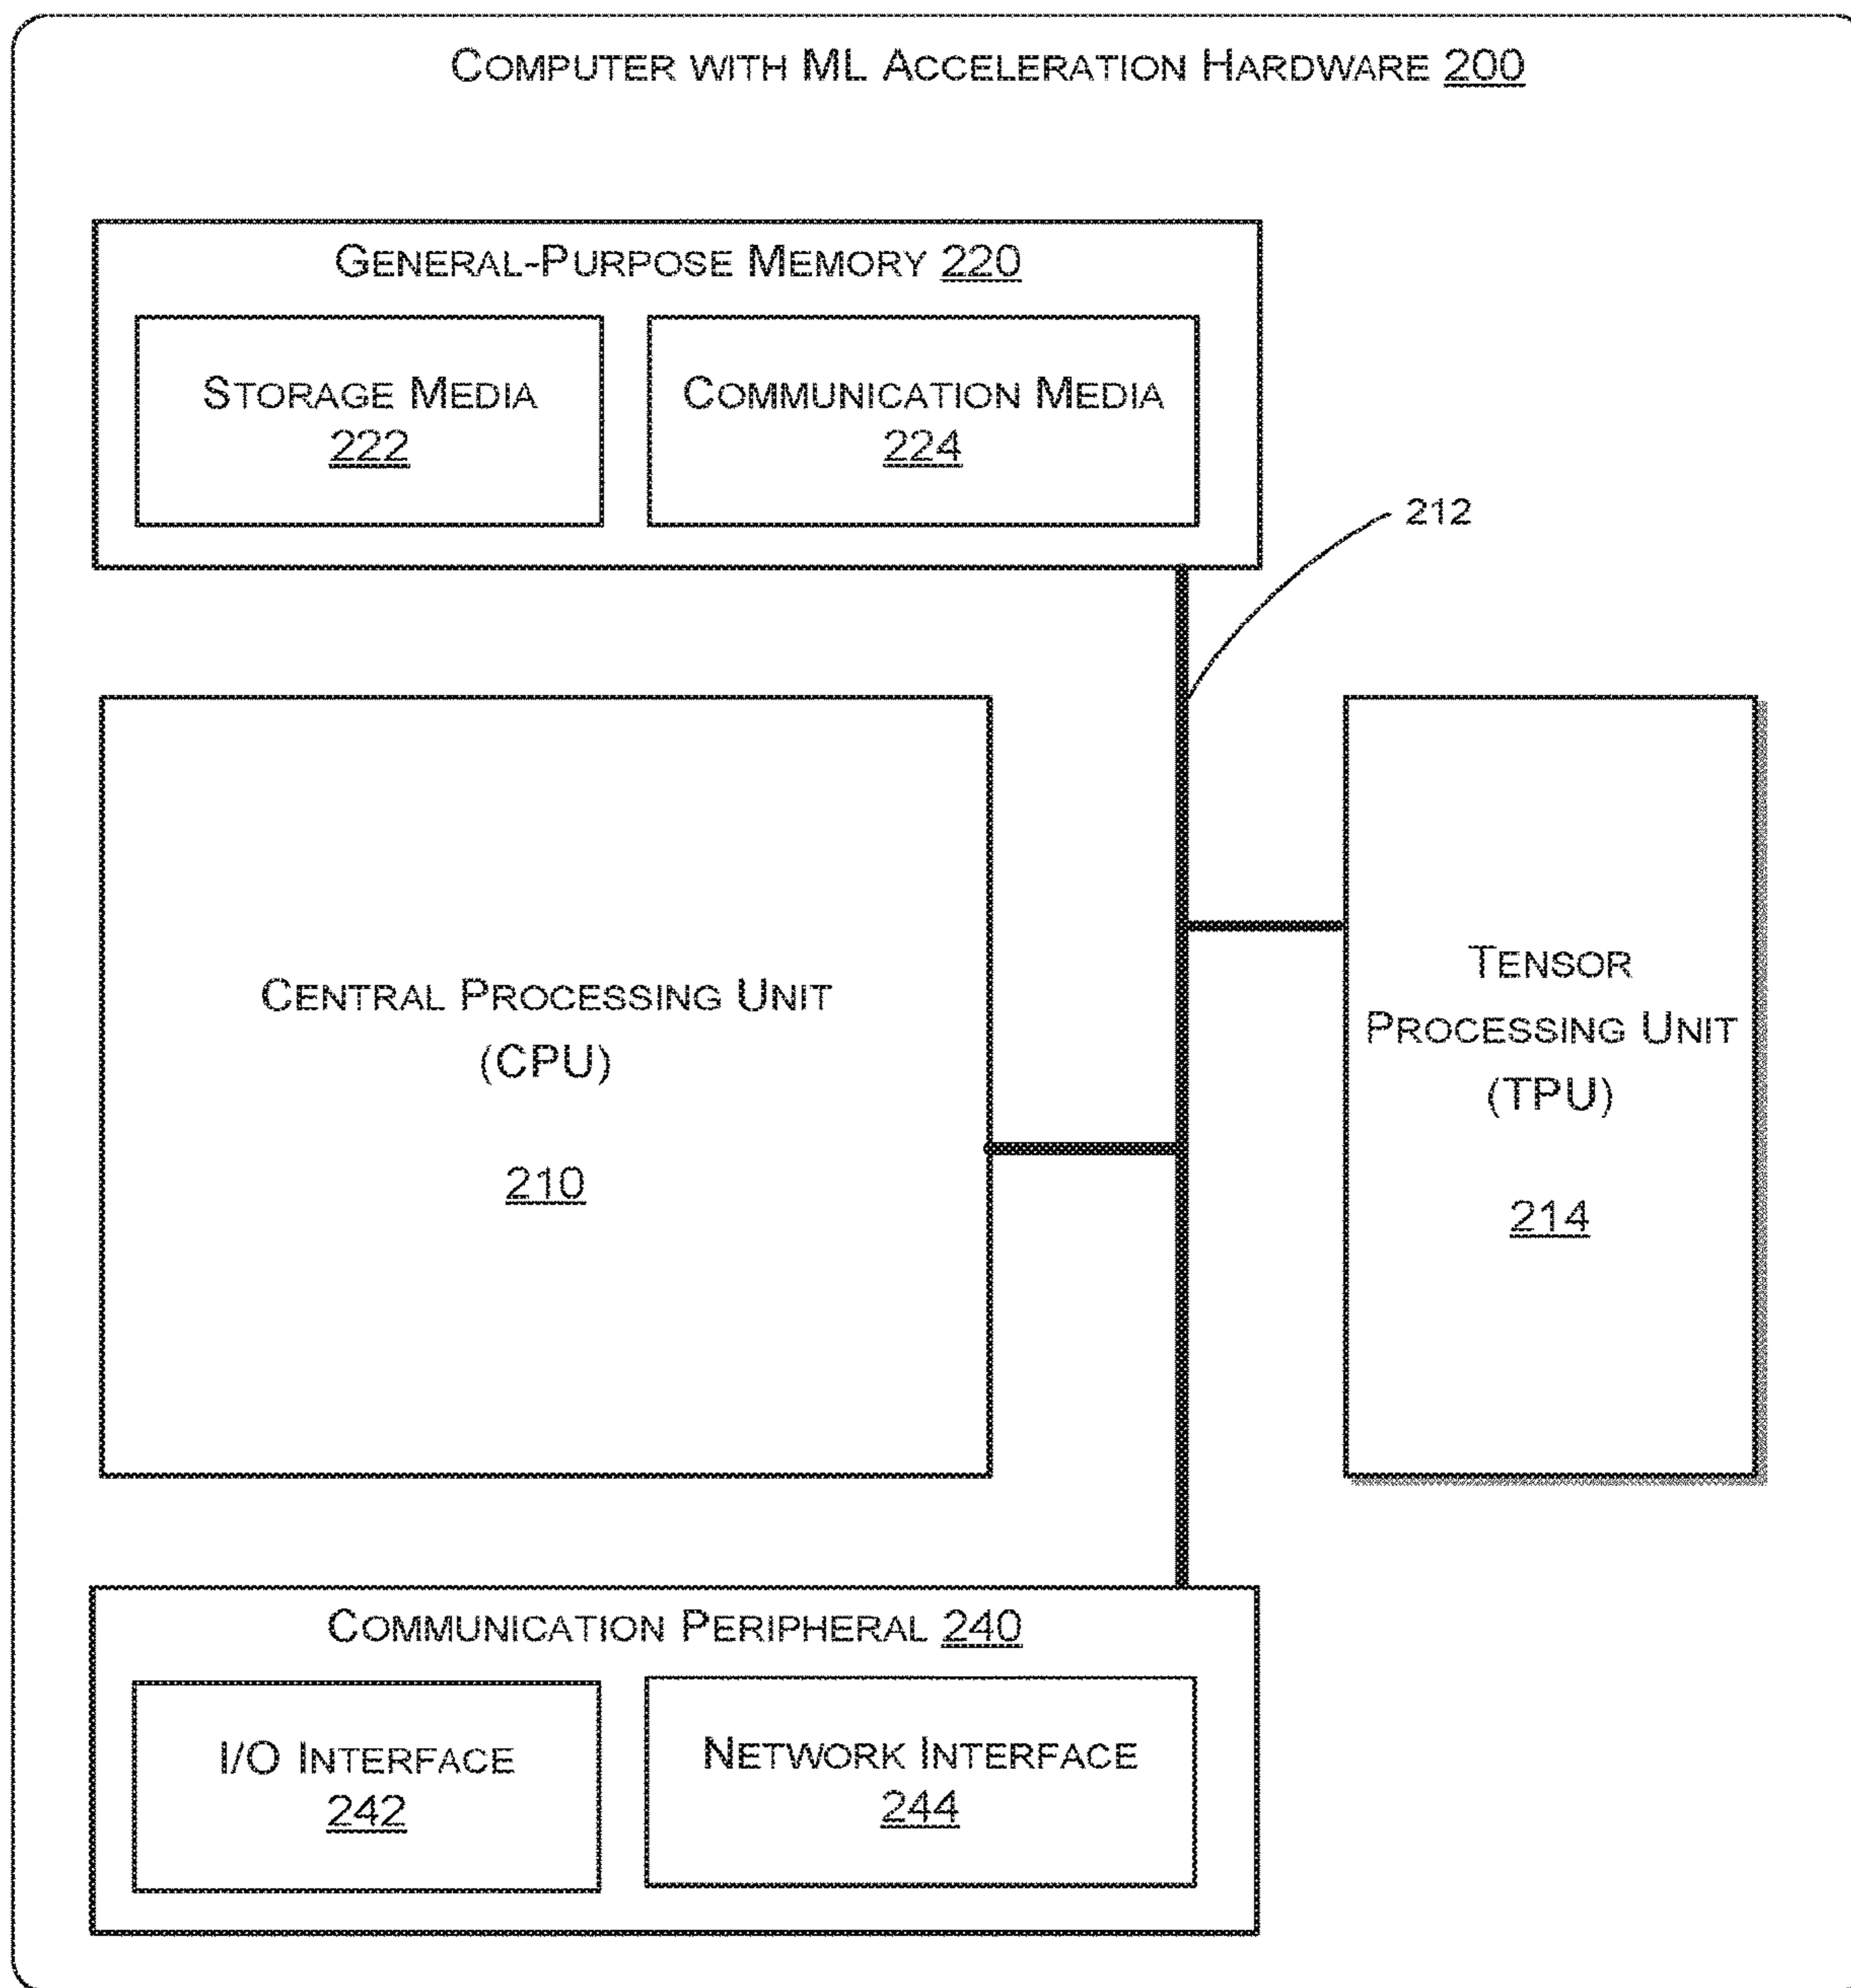 COMPUTER WITH ML ACCELERATION HARDWARE 200
GENERAL-PURPOSE MEMORY 220
STORAGE MEDIA
222
COMMUNICATION MEDIA
224
212
CENTRAL PROCESSING UNIT
(CPU)
210
TENSOR
PROCESSING UNIT
(TPU)
214
COMMUNICATION PERIPHERAL 240
I/O INTERFACE
242
NETWORK INTERFACE
244